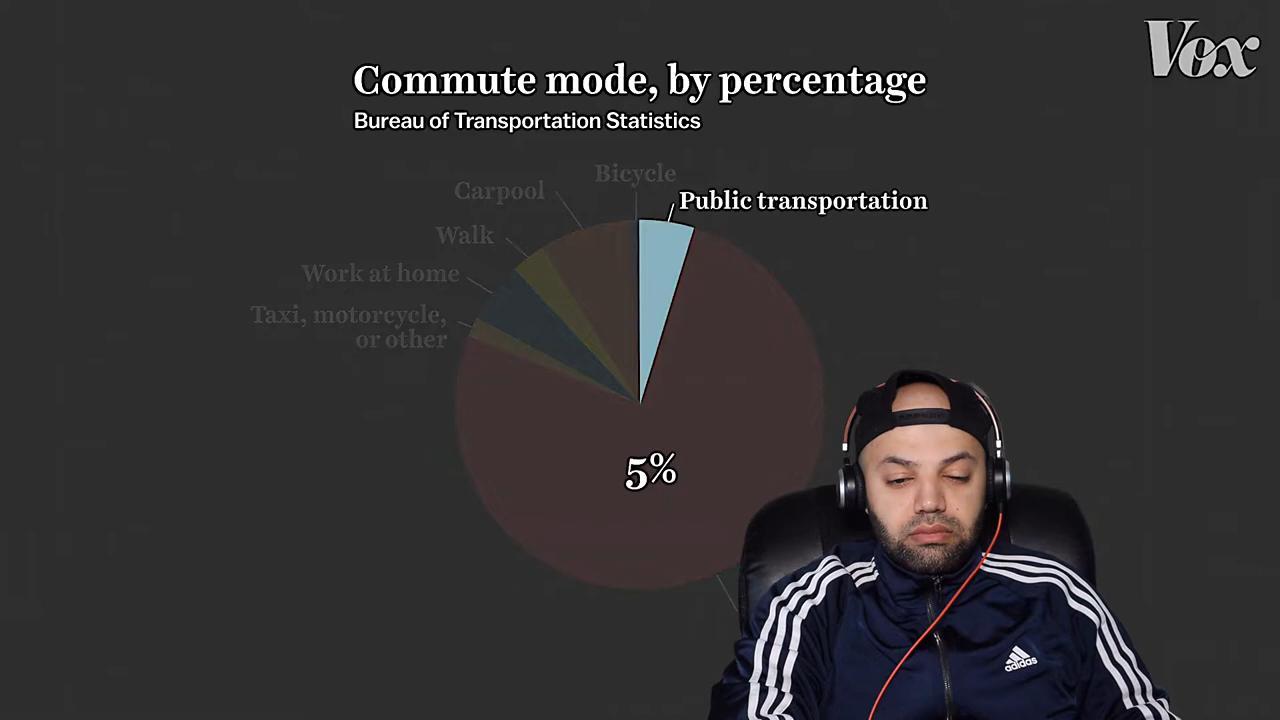 Vox
Commute mode, by percentage
Bureau of Transportation Statistics
Bicycle
Carpool
Public transportation
Walk
Work at home
Taxi, motorcycle,
or other
5%
adidas